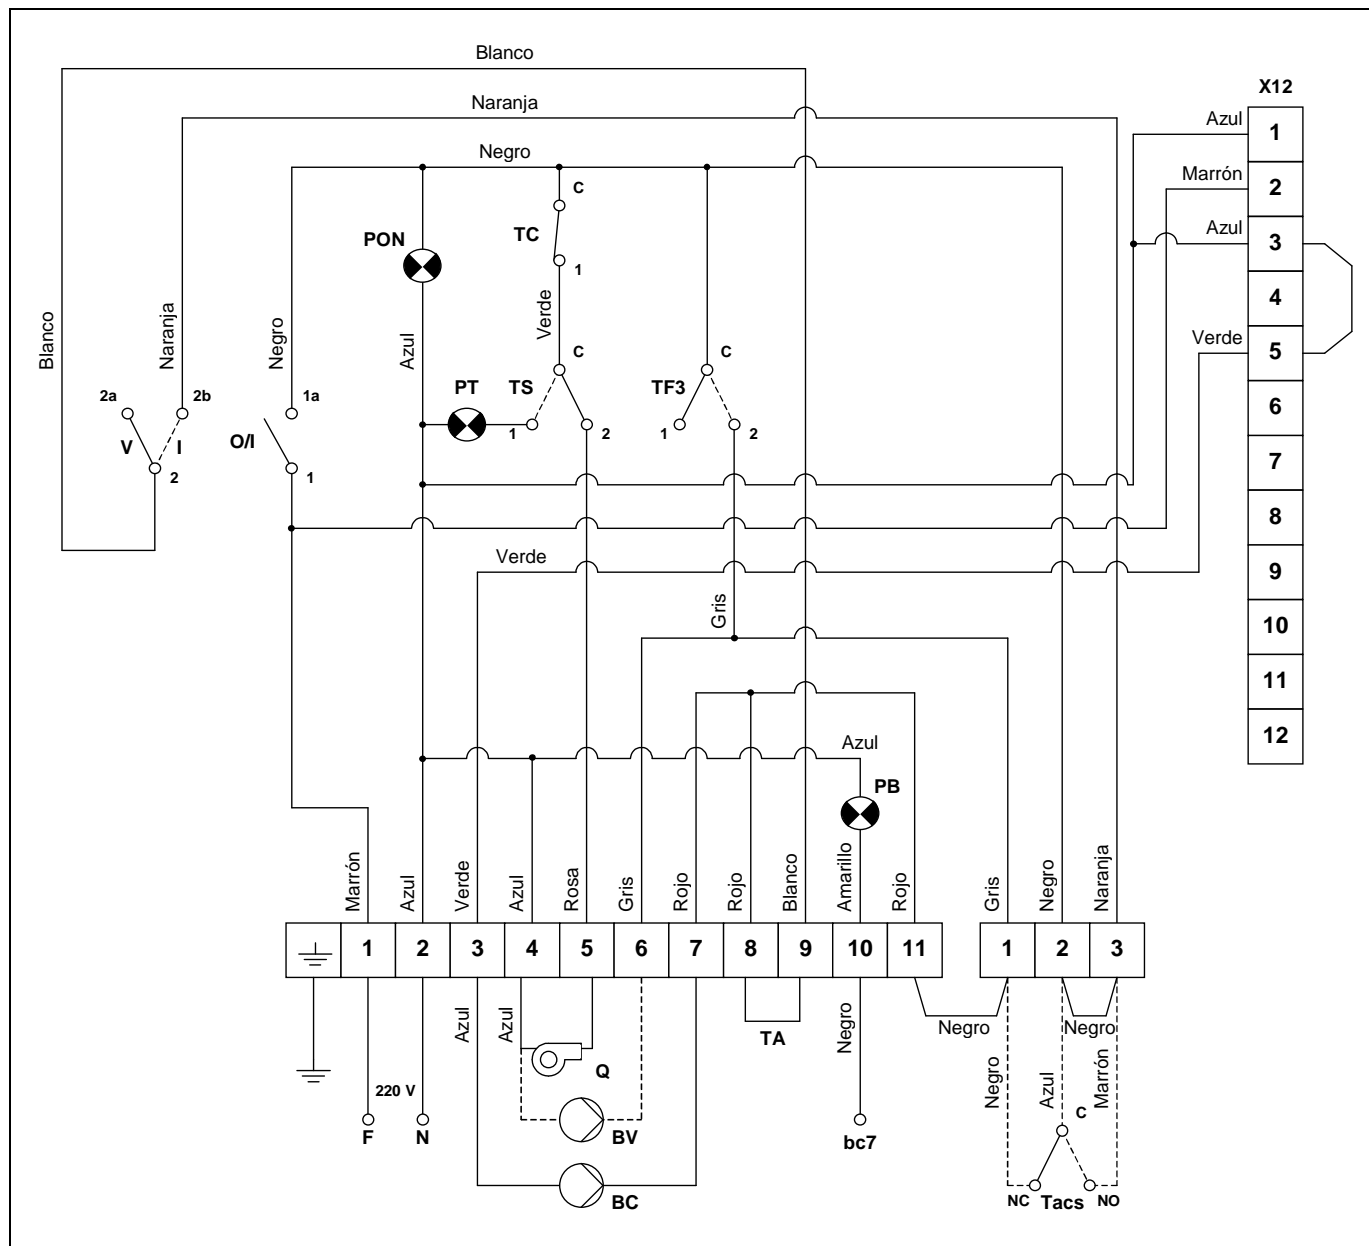 Blanco
X12
Naranja
Azul
1
Negro
Marrón
2
C
TC
PON
Azul
3
1
4
Blanco
Naranja
Negro
Azul
Verde
Verde
5
C
C
PT
TS
TF3
2a
2b
1a
6
V
I
O/I
1
2
1
2
2
1
7
8
Verde
9
Gris
10
11
Azul
12
PB
Marrón
Azul
Verde
Azul
Rosa
Gris
Rojo
Rojo
Blanco
Amarillo
Rojo
Gris
Negro
Naranja
1
2
3
4
5
6
7
8
9
10
11
1
2
3
Azul
Azul
Negro
TA
Negro
Negro
Q
Negro
Azul
Marrón
220 V
C
F
N
BV
bc7
BC
NC
Tacs
NO